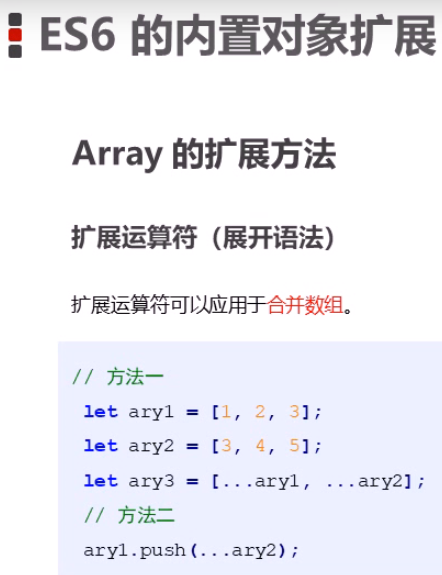 ES6 的内置对象扩展
Array 的扩展方法
扩展运算符（展开语法）
扩展运算符可以应用于合并数组。
// 方法一
let ary1 = [1, 2, 3];
let ary2 = [3, 4, 5];
let ary3 = [...ary1, ...ary2];
// 方法二
ary1.push(...ary2);